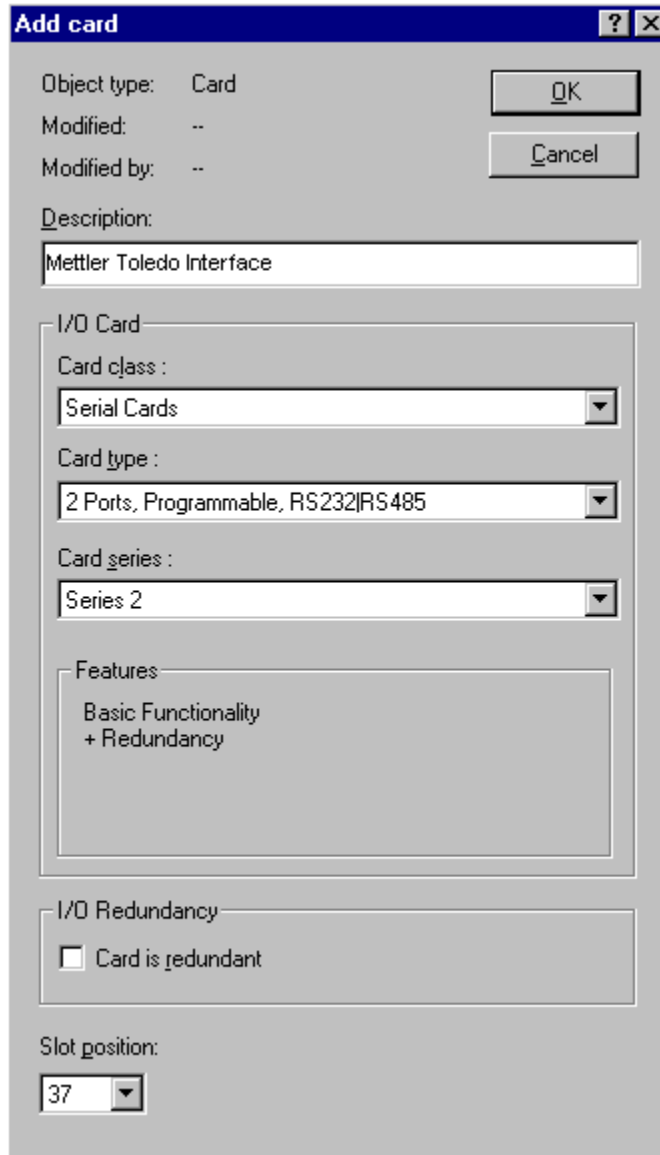 Add card
Object type: Card
OK
Modified: --
Cancel
Modified by: --
Description:
Mettler Toledo Interface
I/O Card
Card class :
Serial Cards
Card type :
2 Ports, Programmable, RS232|RS485
Card series :
Series 2
Features
Basic Functionality
+ Redundancy
I/O Redundancy
Card is redundant
Slot position:
37